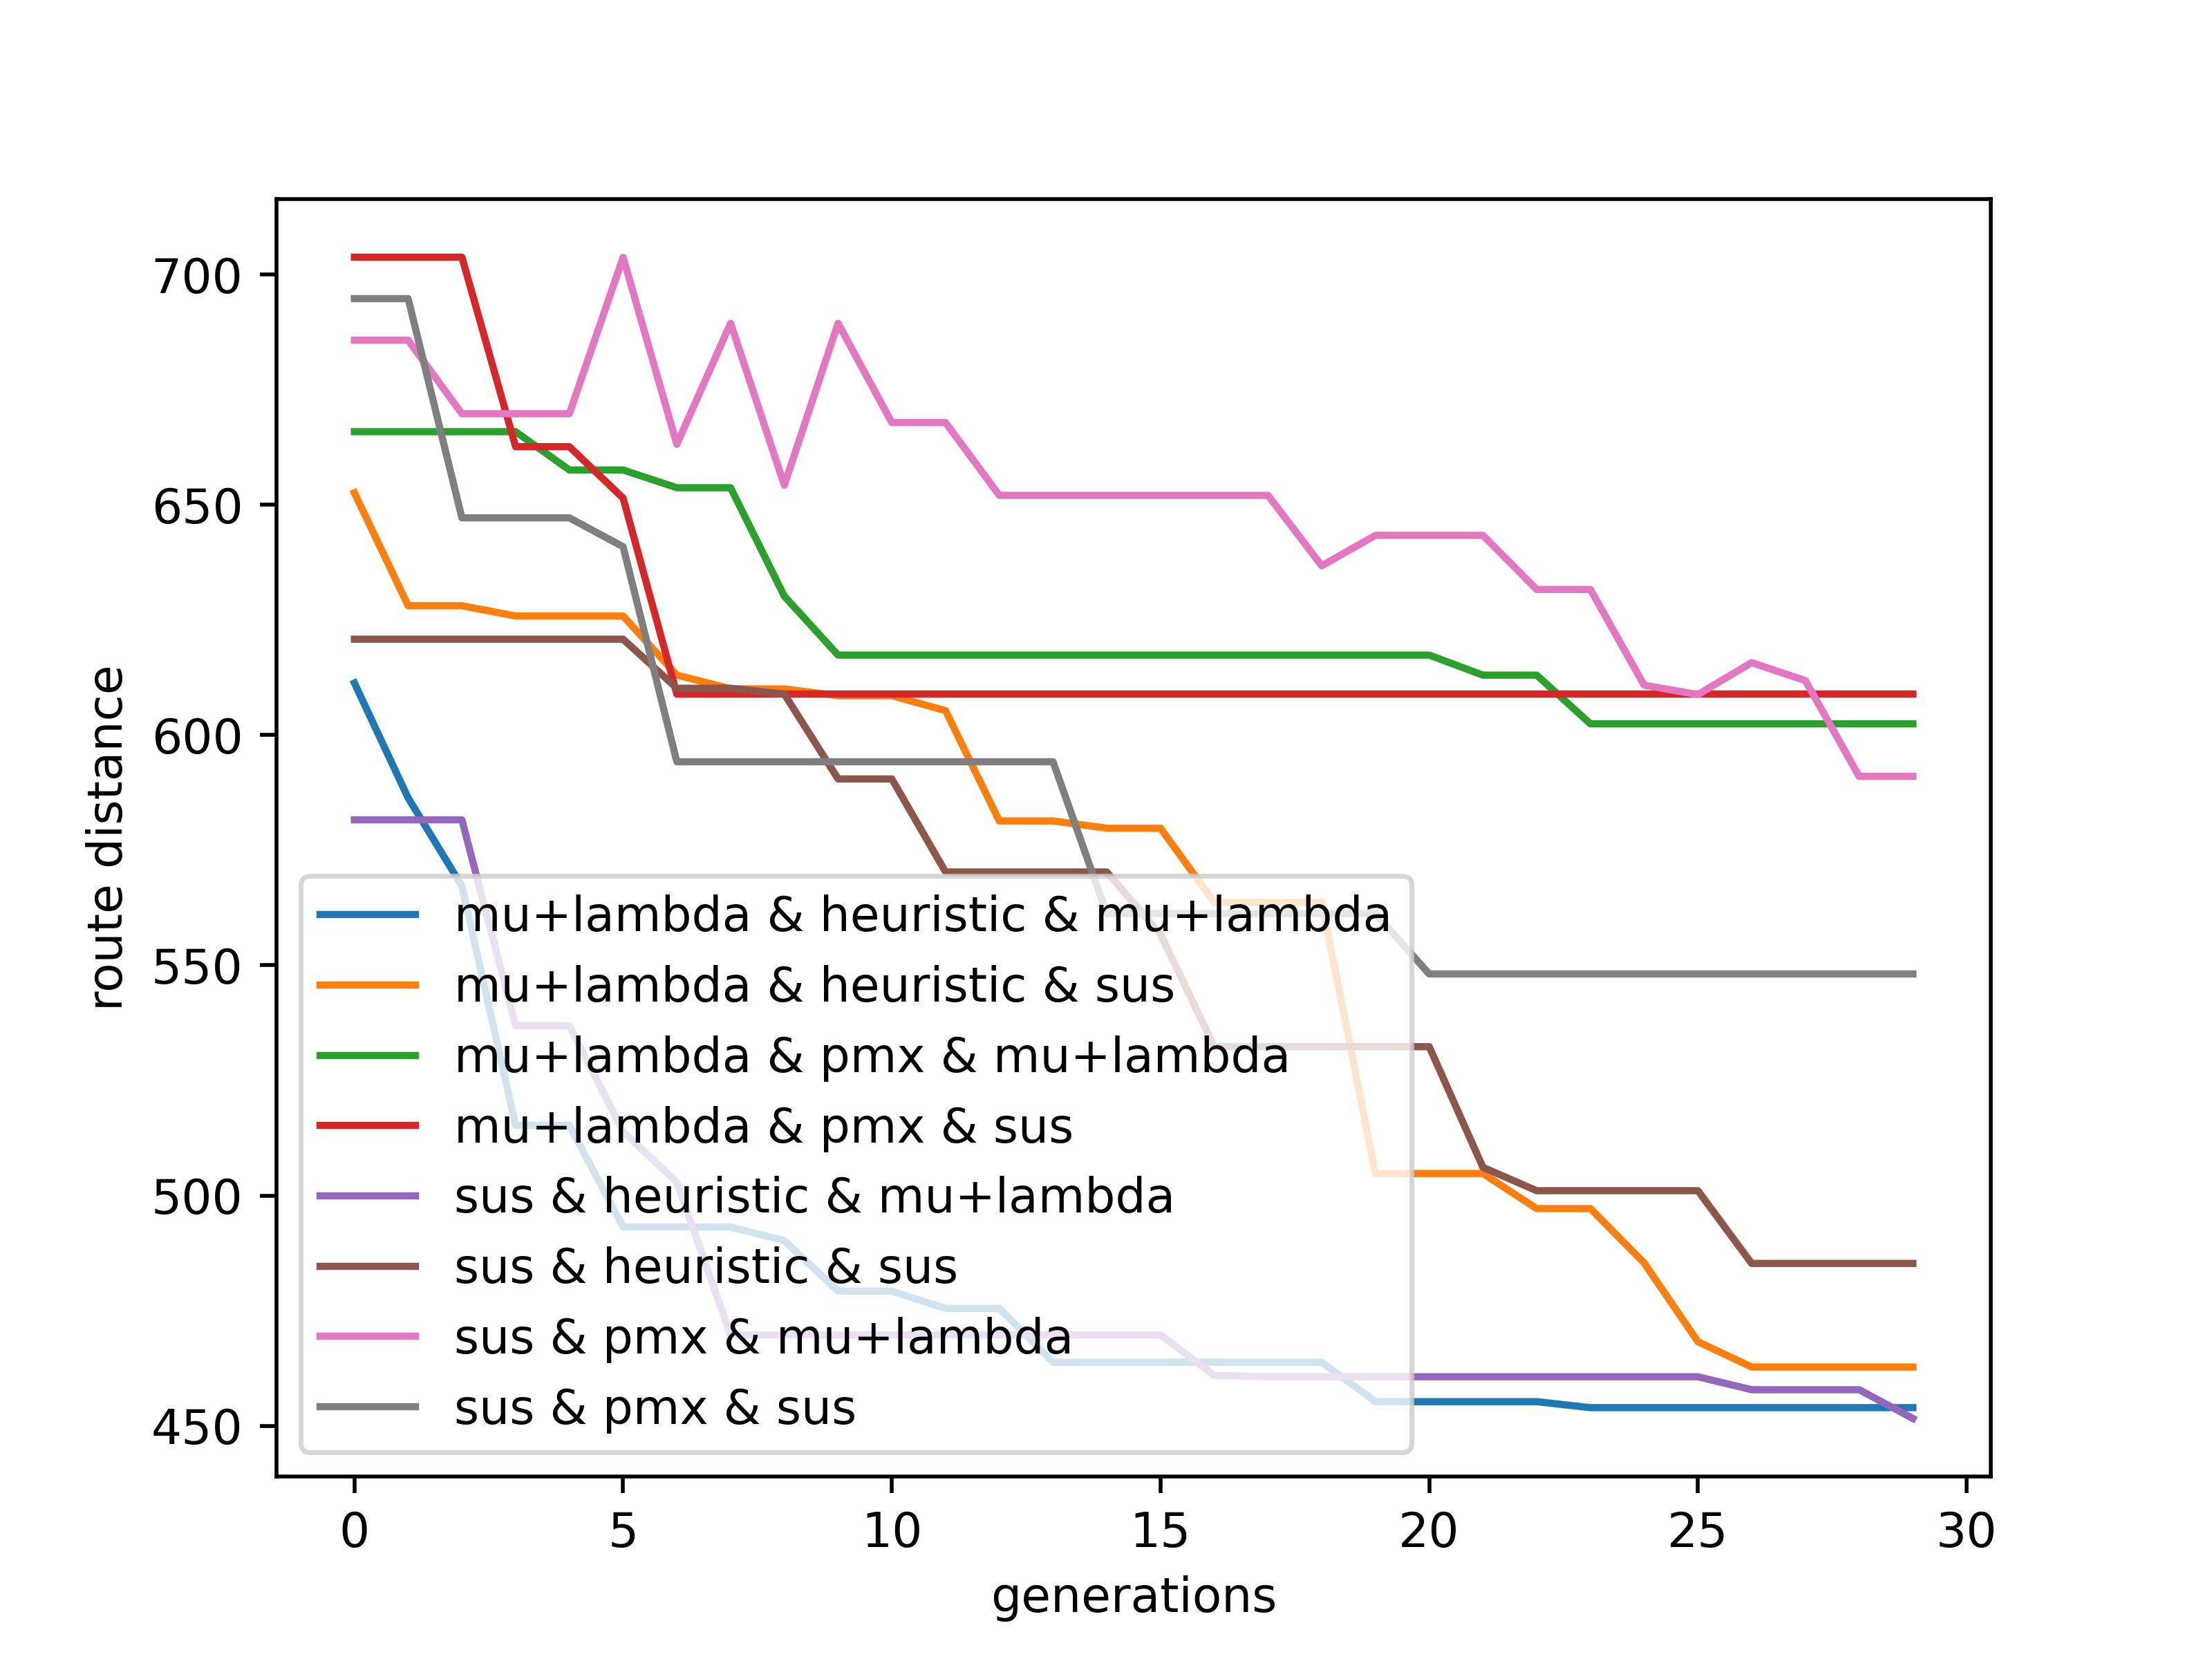 700
650
600
550
500
450
route distance
mu+lambda & heuristic & mu+lambda
mu+lambda & heuristic & sus
mu+lambda & pmx & mu+lambda
mu+lambda & pmx & sus
sus & heuristic & mu+lambda
sus & heuristic & sus
sus & pmx & mu+lambda
sus & pmx & sus
0 5 10 15 20 25 30
generations